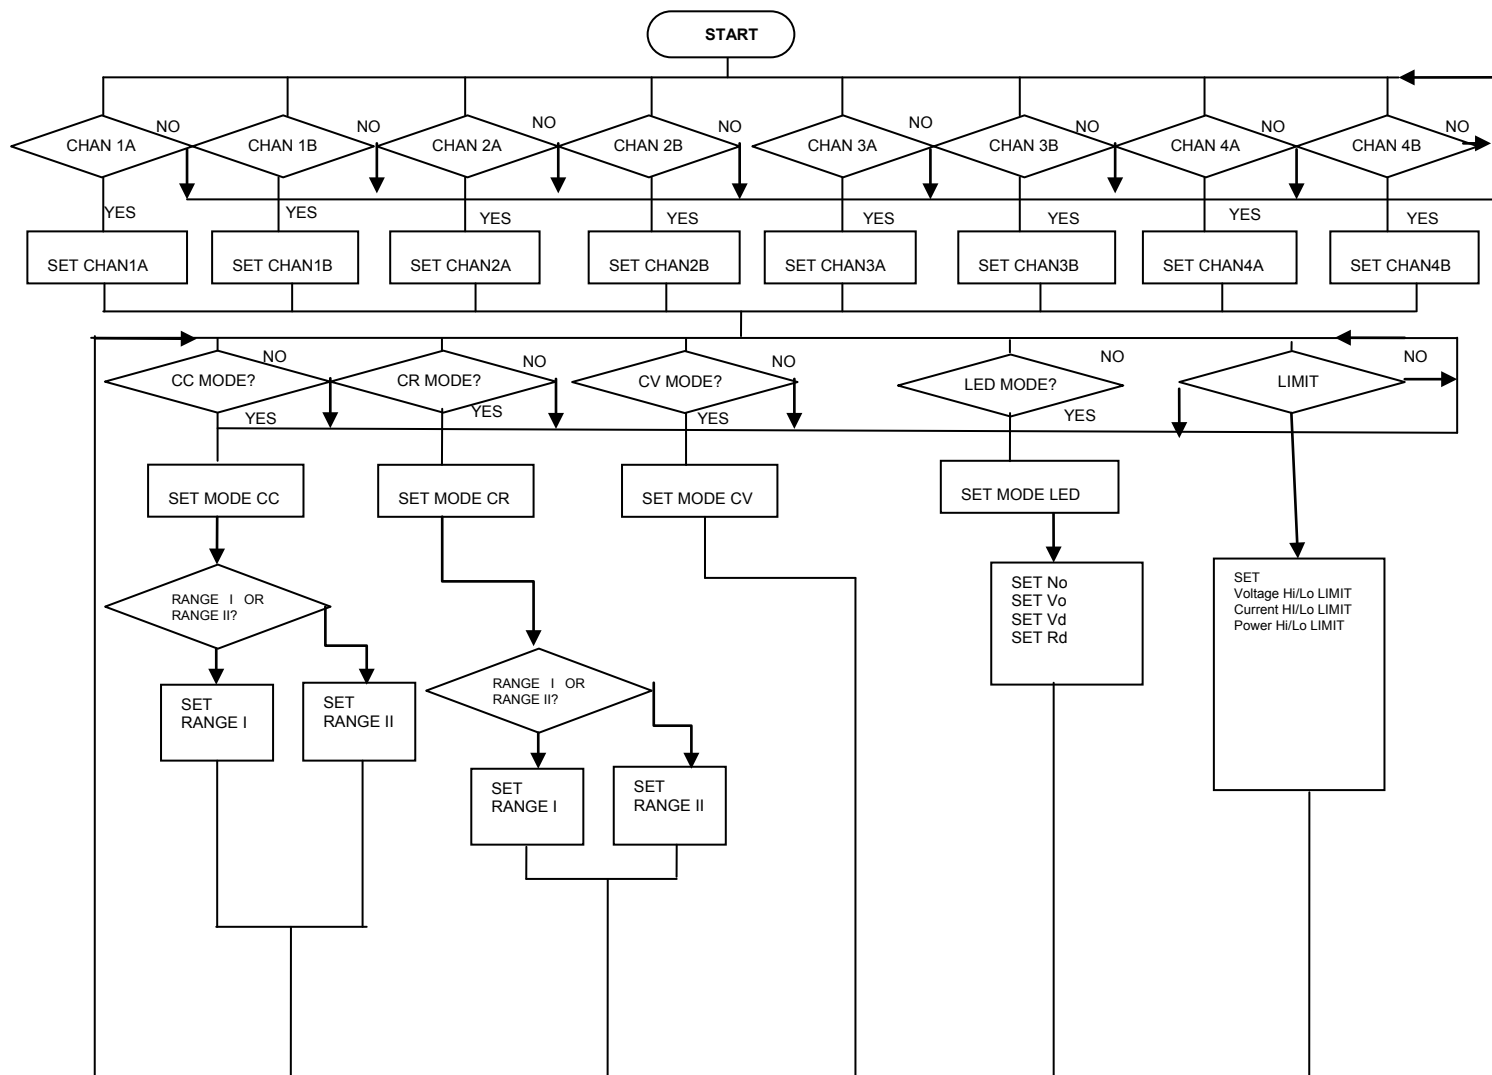 START
NO NO NO NO NO NO NO NO
CHAN 1A CHAN 1B CHAN 2A CHAN 2B CHAN 3A CHAN 3B CHAN 4A CHAN 4B
YES YES YES YES YES YES YES YES
SET CHAN1A SET CHAN1B SET CHAN2A SET CHAN2B SET CHAN3A SET CHAN3B SET CHAN4A SET CHAN4B
NO NO NO NO NO
CC MODE? CR MODE? CV MODE? LED MODE? LIMIT
YES YES YES YES
SET MODE CC SET MODE CR SET MODE CV SET MODE LED
SET No
SET Vo
SET Vd
SET Rd
SET
Voltage Hi/Lo LIMIT
Current HI/Lo LIMIT
Power Hi/Lo LIMIT
RANGE I OR
RANGE II?
SET
RANGE I
SET
RANGE II
RANGE I OR
RANGE II?
SET
RANGE I
SET
RANGE II